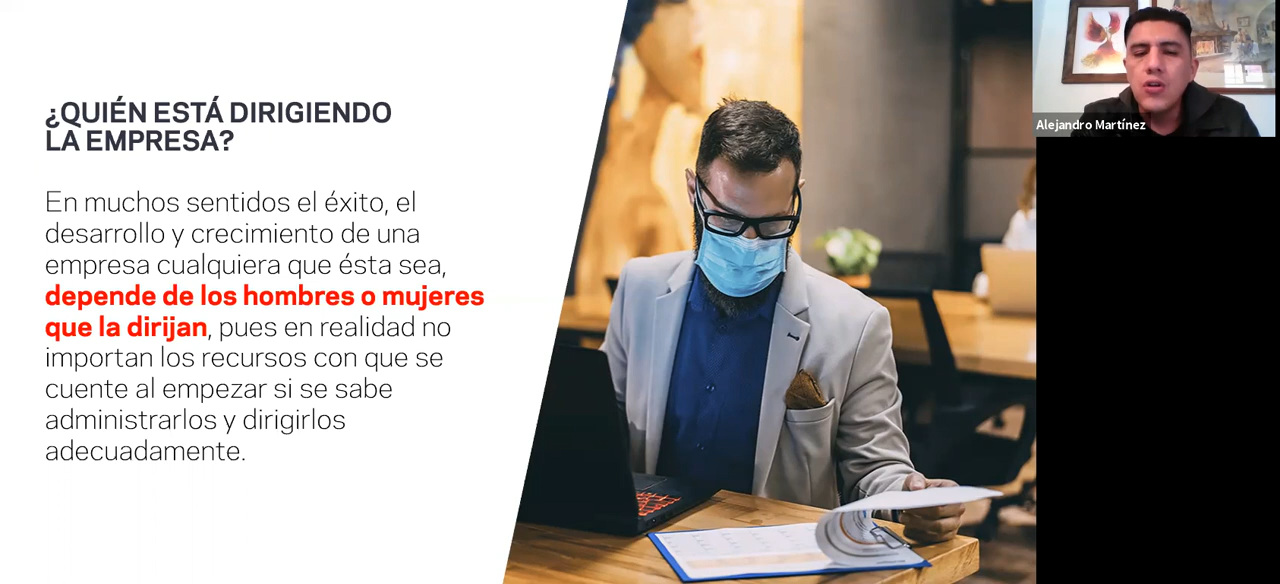 ¿QUIÉN ESTÁ DIRIGIENDO
LA EMPRESA?
En muchos sentidos el éxito, el
desarrollo y crecimiento de una
empresa cualquiera que ésta sea,
depende de los hombres o mujeres
que la dirijan, pues en realidad no
importan los recursos con que se
cuente al empezar si se sabe
administrarlos y dirigirlos
adecuadamente.
Alejandro Martínez